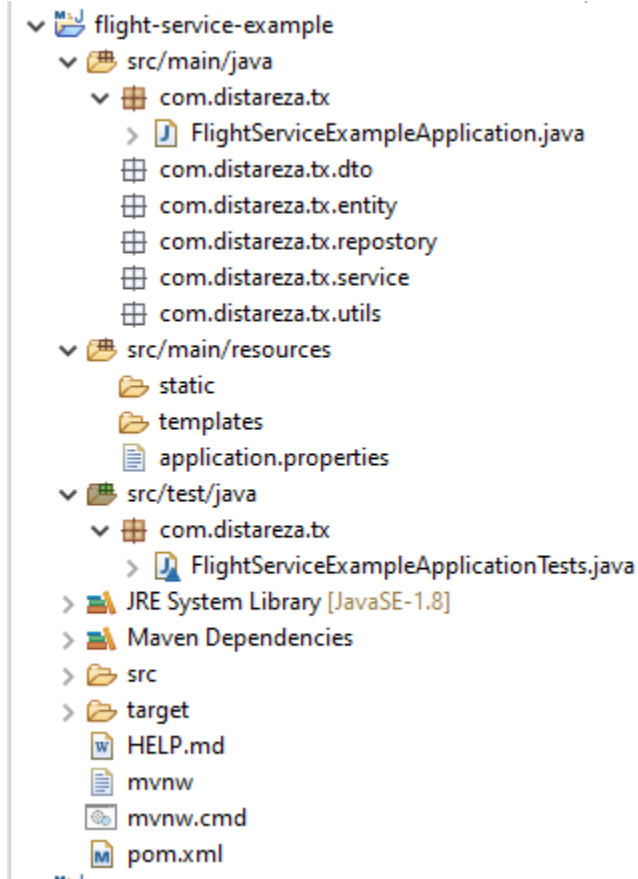 flight-service-example
src/main/java
com.distareza.tx
FlightServiceExampleApplication.java
com.distareza.tx.dto
com.distareza.tx.entity
com.distareza.tx.repostory
com.distareza.tx.service
com.distareza.tx.utils
src/main/resources
static
templates
application.properties
src/test/java
com.distareza.tx
FlightServiceExampleApplicationTests.java
JRE System Library [JavaSE-1.8]
Maven Dependencies
src
target
HELP.md
mvnw
mvnw.cmd
pom.xml